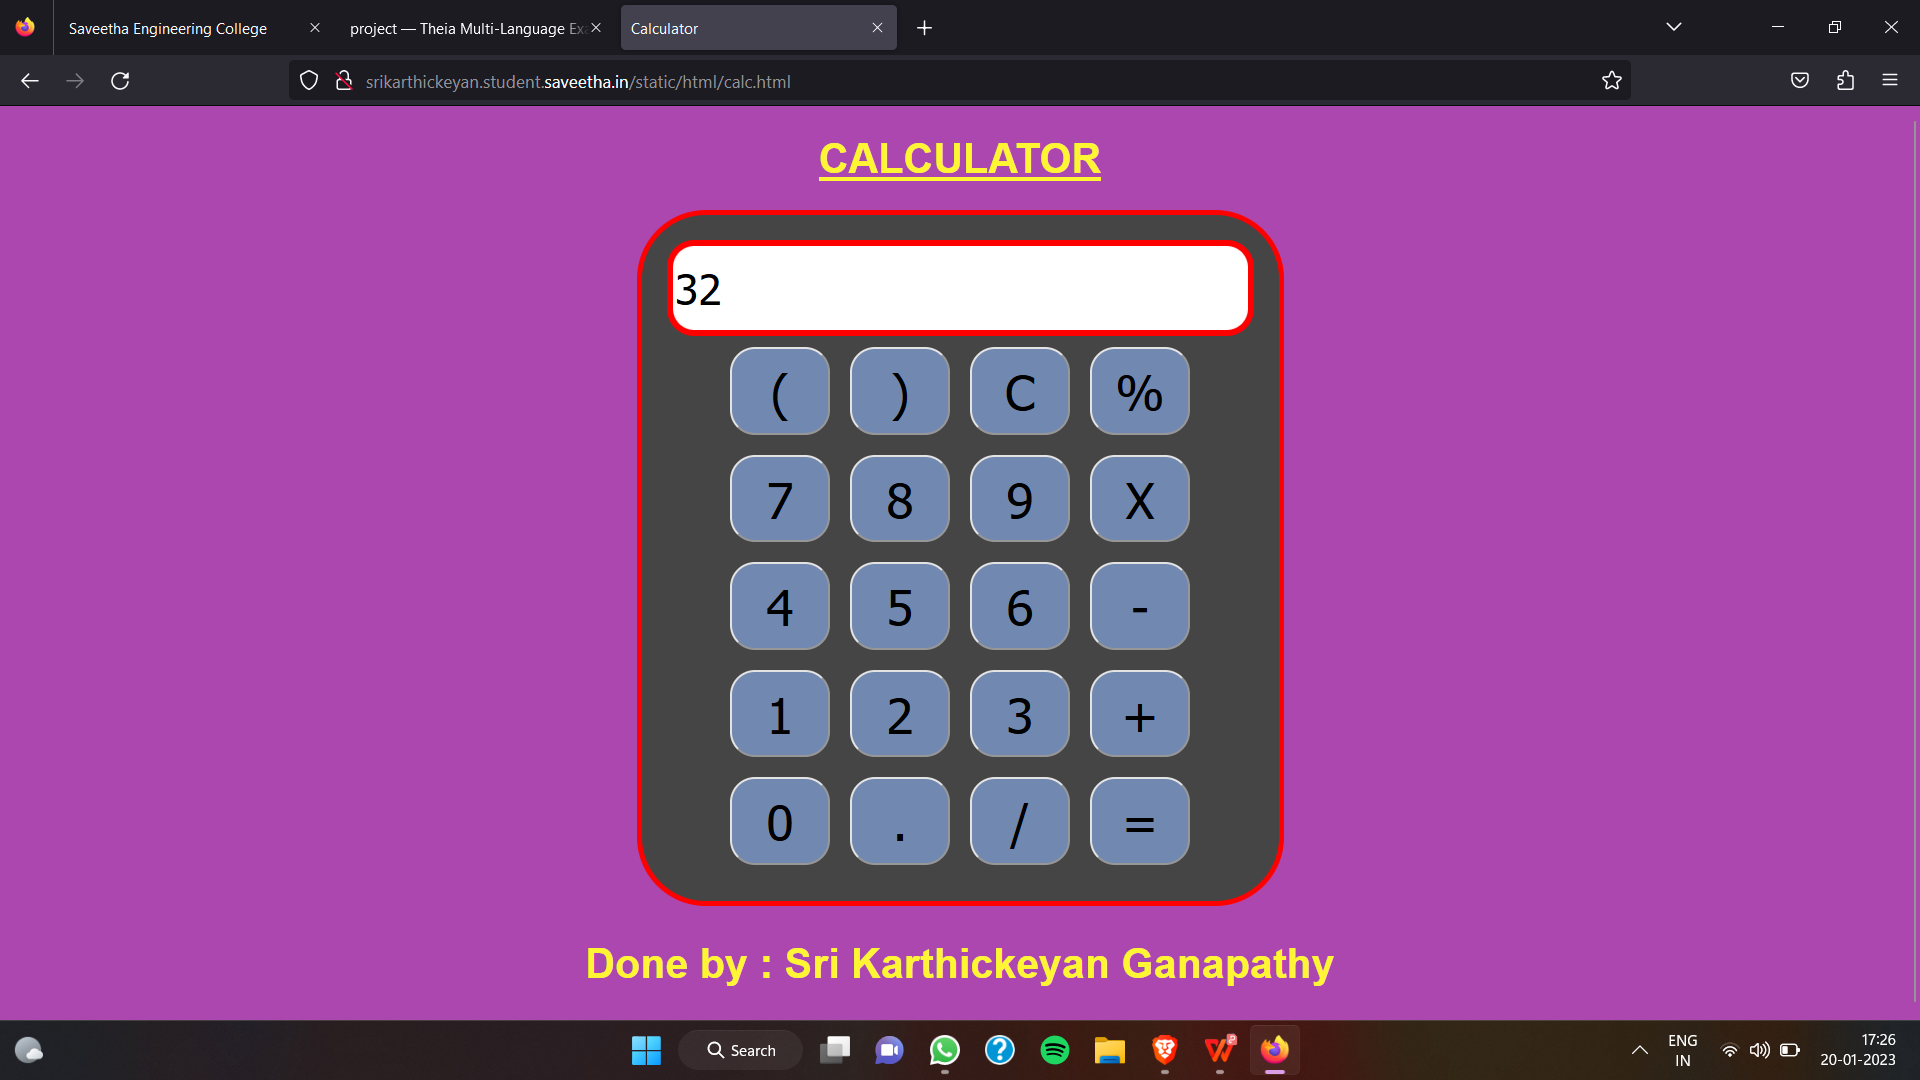 Saveetha Engineering College
project — Theia Multi-Language
Calculator
srikarthickeyan.student.saveetha.in/static/html/calc.html
CALCULATOR
32
( ) C %
7 8 9 X
4 5 6 -
1 2 3 +
0 . / =
Done by : Sri Karthickeyan Ganapathy
Search
ENG
IN
17:26
20-01-2023